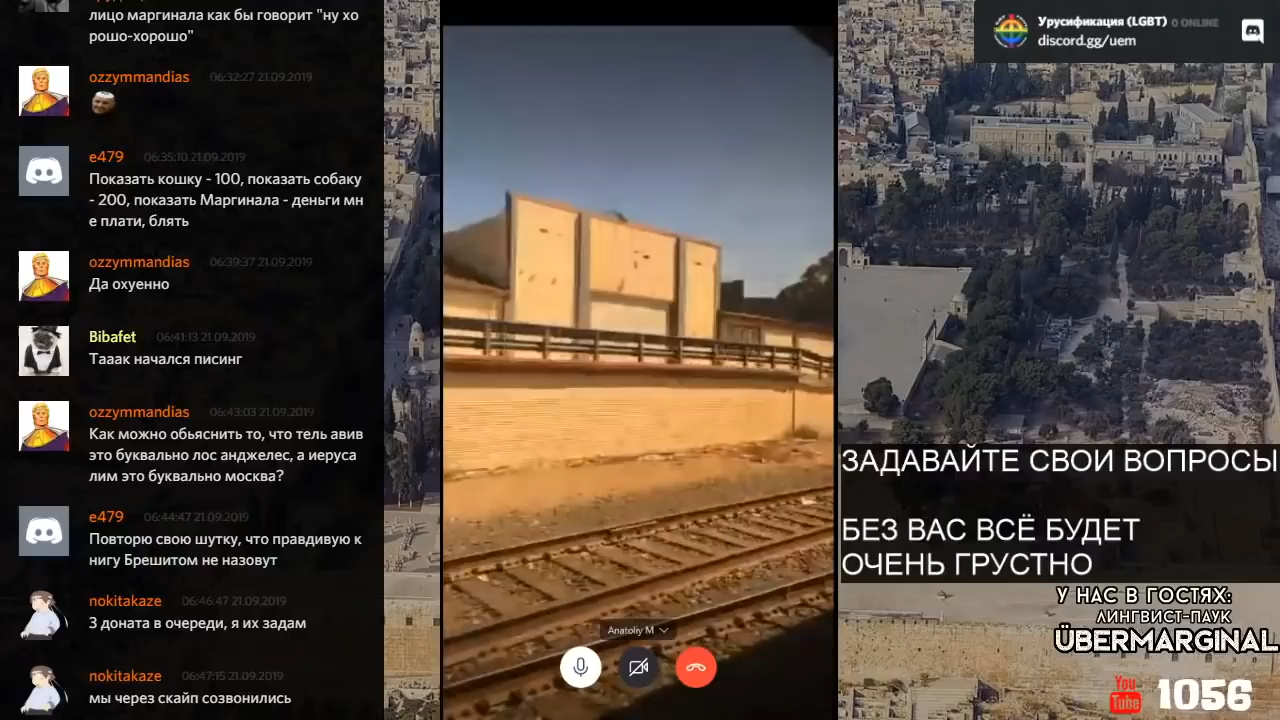 лицо маргинала как бы говорит "ну хо
рошо-хорошо"
ozzymmandias 06:32:27 21.09.2019
e479 06:35:10 21.09.2019
Показать кошку - 100, показать собаку
- 200, показать Маргинала - деньги мн
е плати, блять
ozzymmandias 06:39:37 21.09.2019
Да охуенно
Bibafet 06:41:13 21.09.2019
Тааак начался писинг
ozzymmandias 06:43:03 21.09.2019
Как можно обьяснить то, что тель авив
это буквально лос анджелес, а иеруса
лим это буквально москва?
e479 06:44:47 21.09.2019
Повторю свою шутку, что правдивую к
нигу Брешитом не назовут
nokitakaze 06:46:47 21.09.2019
3 доната в очереди, я их задам
nokitakaze 06:47:15 21.09.2019
мы через скайп созвонились
Anatoliy M
Урусификация (LGBT) 0 ONLINE
discord.gg/uem
ЗАДАВАЙТЕ СВОИ ВОПРОСЫ
БЕЗ ВАС ВСЁ БУДЕТ
ОЧЕНЬ ГРУСТНО
У НАС В ГОСТЯХ:
ЛИНГВИСТ-ПАУК
ÜBERMARGINAL
You
Tube
1056